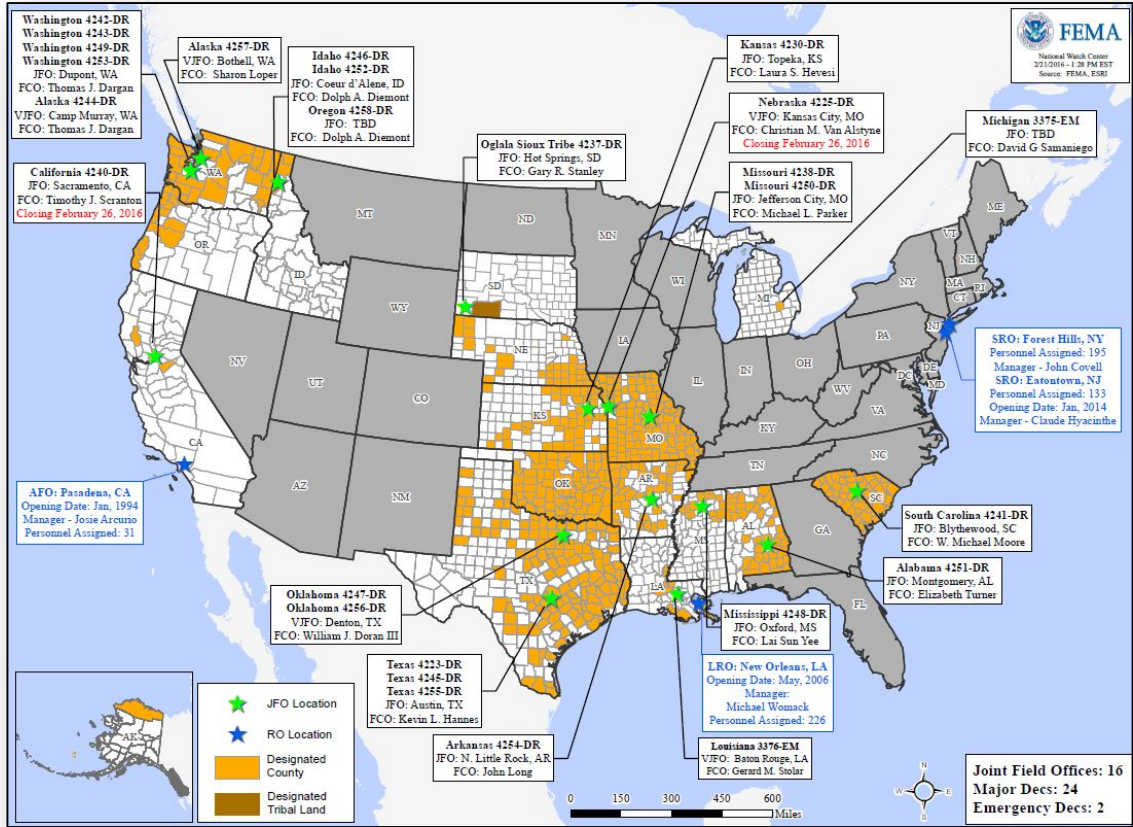 Washington 4242-DR
Washington 4243-DR
Washington 4249-DR
Washington 4253-DR
JFO: Dupont, WA
FCO: Thomas J. Dargan
Alaska 4244-DR
VJFO: Camp Murray, WA
FCO: Thomas J. Dargan
Alaska 4257-DR
VJFO: Bothell, WA
FCO: Sharon Loper
Idaho 4246-DR
Idaho 4252-DR
JFO: Coeur d'Alene, ID
FCO: Dolph A. Diemont
Oregon 4258-DR
JFO: TBD
FCO: Dolph A. Diemont
Kansas 4230-DR
JFO: Topeka, KS
FCO: Laura S. Hevesi
FEMA
National Watch Center
2/21/2016 - 1:28 PM EST
Source: FEMA, ESRI
Nebraska 4225-DR
VJFO: Kansas City, MO
FCO: Christian M. Van Alstyne
Closing February 26, 2016
Michigan 3375-EM
JFO: TBD
FCO: David G Samaniego
Oglala Sioux Tribe 4237-DR
JFO: Hot Springs, SD
FCO: Gary R. Stanley
California 4240-DR
JFO: Sacramento, CA
FCO: Timothy J. Scranton
Closing February 26, 2016
Missouri 4238-DR
Missouri 4250-DR
JFO: Jefferson City, MO
FCO: Michael L. Parker
WA
MT
ND
MN
ME
VT
NH
OR
ID
WY
SD
WI
MI
NY
MA
RI
CT
NV
UT
CO
NE
IA
IL
IN
OH
PA
NJ
DE
DC
MD
WV
VA
SRO: Forest Hills, NY
Personnel Assigned: 195
Manager - John Covell
SRO: Eatontown, NJ
Personnel Assigned: 133
Opening Date: Jan, 2014
Manager - Claude Hyacinthe
CA
KS
MO
KY
NC
AZ
NM
OK
AR
TN
SC
TX
LA
MS
AL
GA
FL
AFO: Pasadena, CA
Opening Date: Jan, 1994
Manager - Josie Arcurio
Personnel Assigned: 31
South Carolina 4241-DR
JFO: Blythewood, SC
FCO: W. Michael Moore
Alabama 4251-DR
JFO: Montgomery, AL
FCO: Elizabeth Turner
Oklahoma 4247-DR
Oklahoma 4256-DR
VJFO: Denton, TX
FCO: William J. Doran III
Mississippi 4248-DR
JFO: Oxford, MS
FCO: Lai Sun Yee
Texas 4223-DR
Texas 4245-DR
Texas 4255-DR
JFO: Austin, TX
FCO: Kevin L. Hannes
LRO: New Orleans, LA
Opening Date: May, 2006
Manager:
Michael Womack
Personnel Assigned: 226
Arkansas 4254-DR
JFO: N. Little Rock, AR
FCO: John Long
Louisiana 3376-EM
VJFO: Baton Rouge, LA
FCO: Gerard M. Stolar
AK
JFO Location
RO Location
Designated
County
Designated
Tribal Land
0 150 300 450 600
Miles
N
W
E
S
Joint Field Offices: 16
Major Decs: 24
Emergency Decs: 2